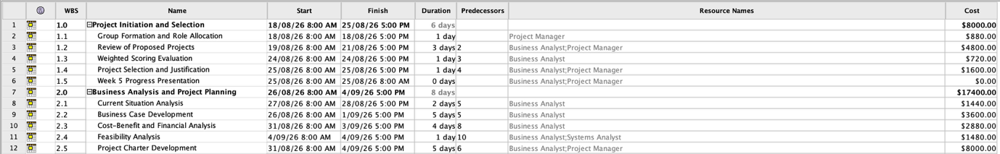 WBS Name Start Finish Duration Predecessors Resource Names Cost
1 1.0 Project Initiation and Selection 18/08/26 8:00 AM 25/08/26 5:00 PM 6 days $8000.00
2 1.1 Group Formation and Role Allocation 18/08/26 8:00 AM 18/08/26 5:00 PM 1 day Project Manager $880.00
3 1.2 Review of Proposed Projects 19/08/26 8:00 AM 21/08/26 5:00 PM 3 days 2 Business Analyst;Project Manager $4800.00
4 1.3 Weighted Scoring Evaluation 24/08/26 8:00 AM 24/08/26 5:00 PM 1 day 3 Business Analyst $720.00
5 1.4 Project Selection and Justification 25/08/26 8:00 AM 25/08/26 5:00 PM 1 day 4 Business Analyst;Project Manager $1600.00
6 1.5 Week 5 Progress Presentation 25/08/26 8:00 AM 25/08/26 8:00 AM 0 days Business Analyst;Project Manager $0.00
7 2.0 Business Analysis and Project Planning 26/08/26 8:00 AM 4/09/26 5:00 PM 8 days $17400.00
8 2.1 Current Situation Analysis 27/08/26 8:00 AM 28/08/26 5:00 PM 2 days 5 Business Analyst $1440.00
9 2.2 Business Case Development 26/08/26 8:00 AM 1/09/26 5:00 PM 5 days 5 Business Analyst $3600.00
10 2.3 Cost-Benefit and Financial Analysis 31/08/26 8:00 AM 3/09/26 5:00 PM 4 days 8 Business Analyst $2880.00
11 2.4 Feasibility Analysis 4/09/26 8:00 AM 4/09/26 5:00 PM 1 day 10 Business Analyst;Systems Analyst $1480.00
12 2.5 Project Charter Development 31/08/26 8:00 AM 4/09/26 5:00 PM 5 days 6 Business Analyst;Project Manager $8000.00